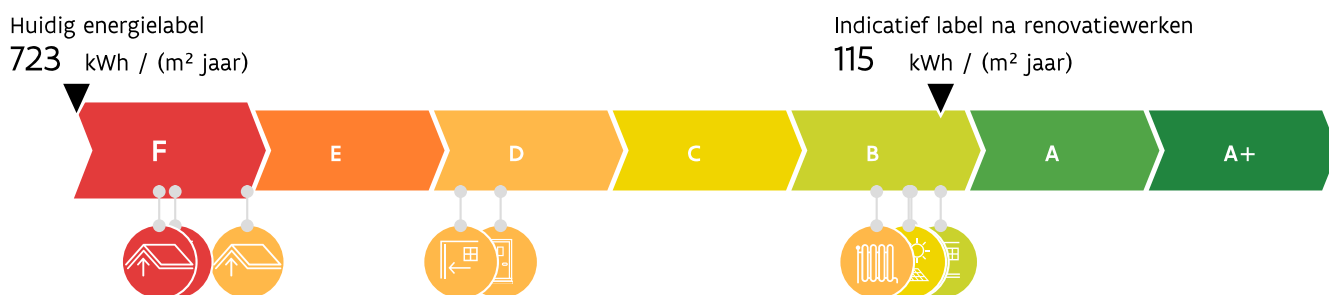 Huidig energielabel
723 kWh / (m² jaar)
Indicatief label na renovatiewerken
115 kWh / (m² jaar)
F E D C B A A+